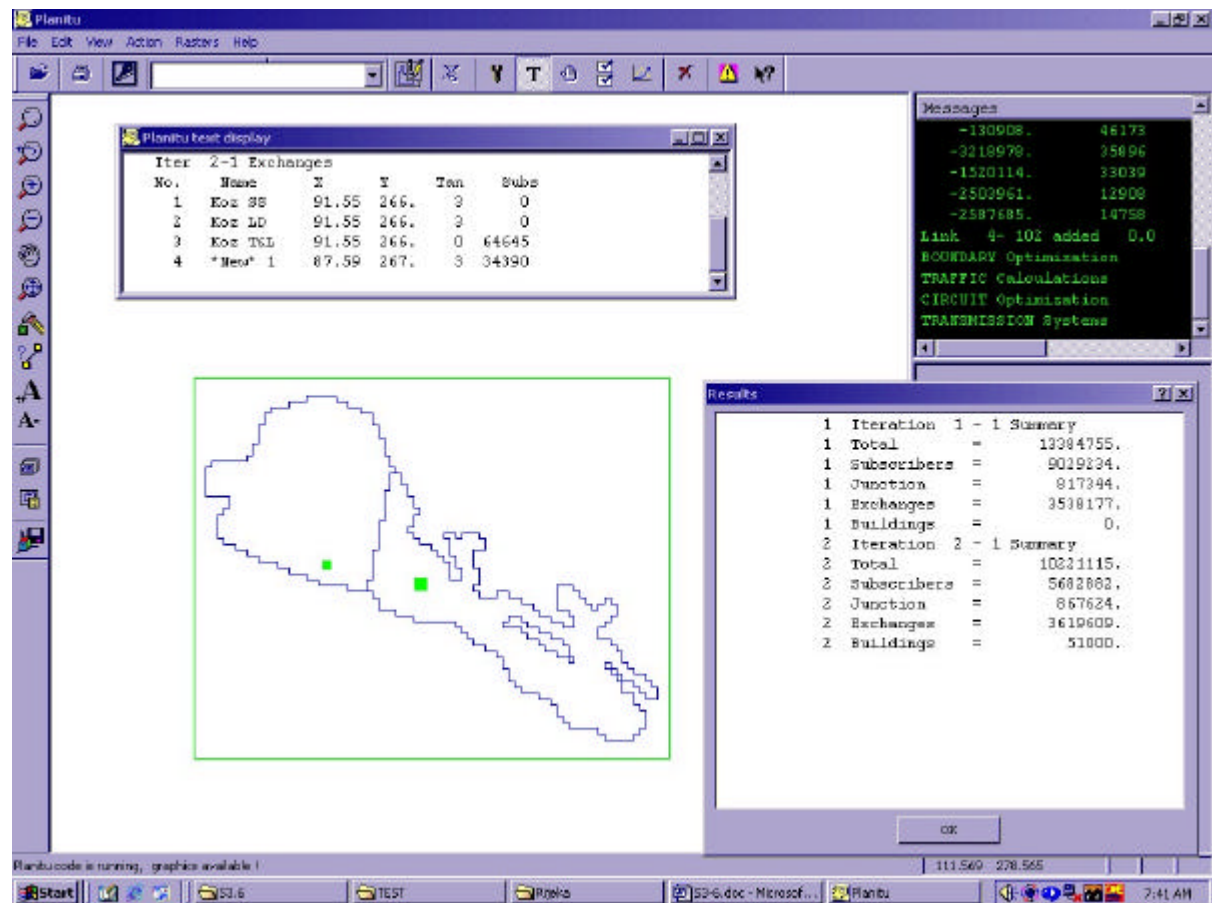 Planitu
File Edit View Action Rasters Help
T
A
A
Planitu text display
Iter 2-1 Exchanges
No. Name X Y Tan Subs
1 Koz SS 91.55 266. 3 0
2 Koz LD 91.55 266. 3 0
3 Koz T&L 91.55 266. 0 64645
4 *New* 1 87.59 267. 3 34390
Messages
-130908. 46173
-3218978. 35896
-1520114. 33039
-2503961. 12908
-2587685. 14758
Link 4- 102 added 0.0
BOUNDARY Optimization
TRAFFIC Calculations
CIRCUIT Optimization
TRANSMISSION Systems
Results
1 Iteration 1 - 1 Summary
1 Total = 13384755.
1 Subscribers = 9029234.
1 Junction = 817344.
1 Exchanges = 3538177.
1 Buildings = 0.
2 Iteration 2 - 1 Summary
2 Total = 10221115.
2 Subscribers = 5682882.
2 Junction = 867624.
2 Exchanges = 3619609.
2 Buildings = 51000.
OK
Planitu code is running, graphics available !
111.569 278.565
Start
S3.6
TEST
Rijeka
S3-6.doc - Microsof...
Planitu
7:41 AM